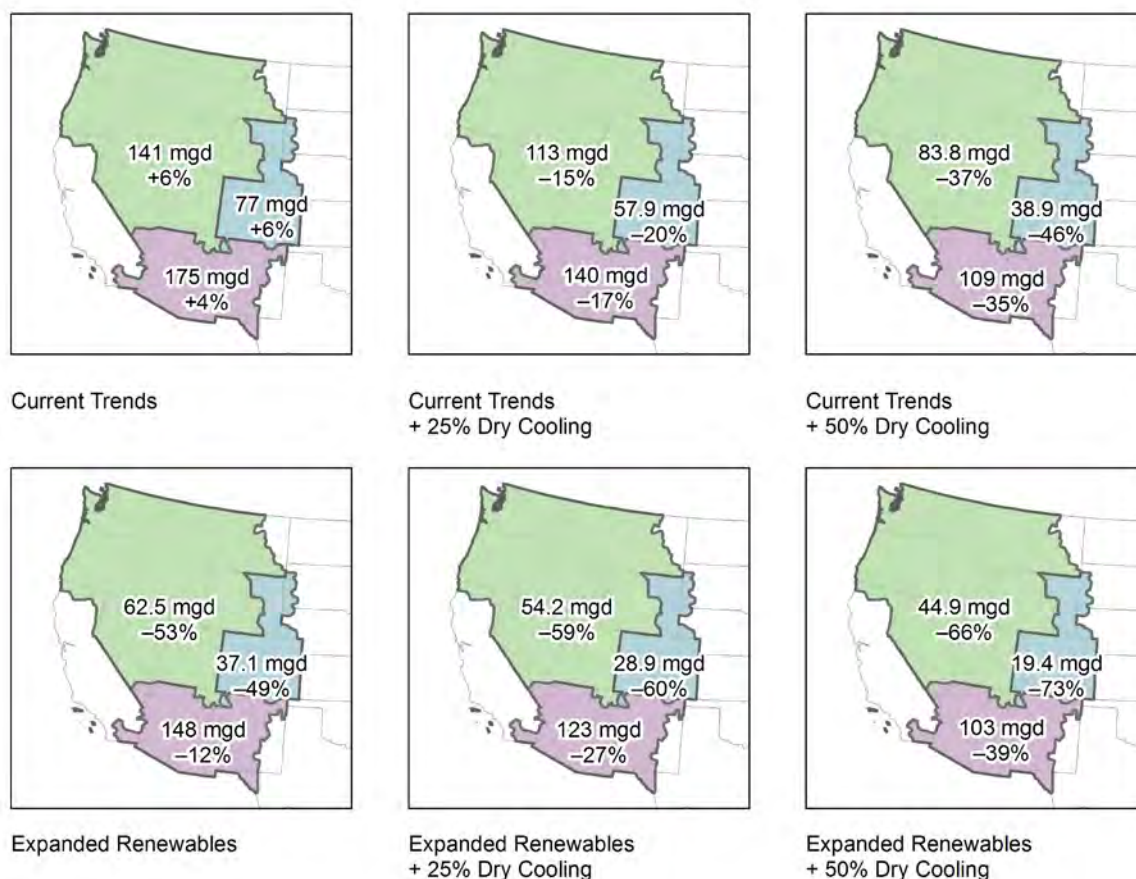 141 mgd
+6%
77 mgd
+6%
175 mgd
+4%
Current Trends
113 mgd
–15%
57.9 mgd
–20%
140 mgd
–17%
Current Trends
+ 25% Dry Cooling
83.8 mgd
–37%
38.9 mgd
–46%
109 mgd
–35%
Current Trends
+ 50% Dry Cooling
62.5 mgd
–53%
37.1 mgd
–49%
148 mgd
–12%
Expanded Renewables
54.2 mgd
–59%
28.9 mgd
–60%
123 mgd
–27%
Expanded Renewables
+ 25% Dry Cooling
44.9 mgd
–66%
19.4 mgd
–73%
103 mgd
–39%
Expanded Renewables
+ 50% Dry Cooling